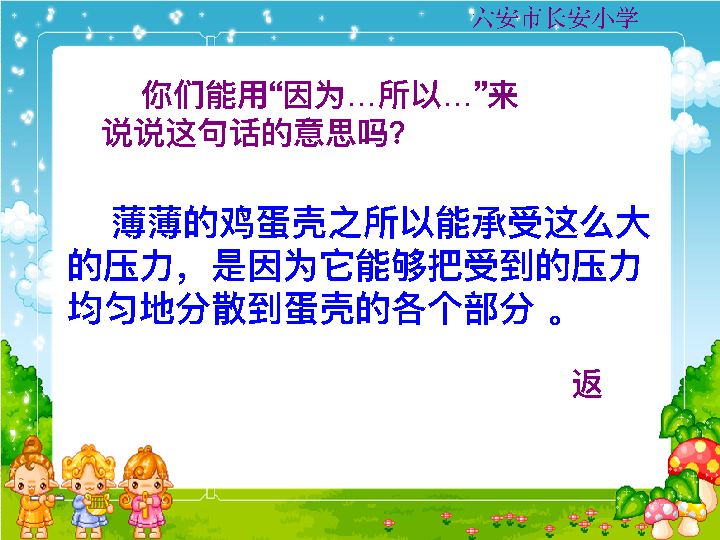 六安市长安小学
你们能用“因为…所以…”来
说说这句话的意思吗？
薄薄的鸡蛋壳之所以能承受这么大
的压力，是因为它能够把受到的压力
均匀地分散到蛋壳的各个部分 。
返